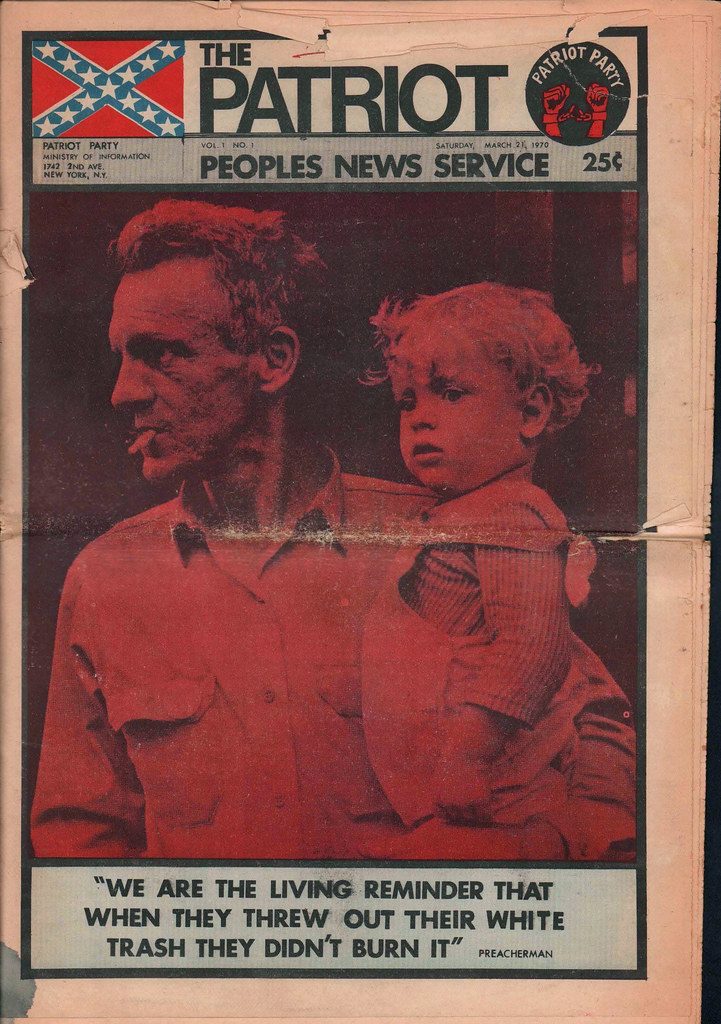 THE
PATRIOT
PATRIOT PARTY
PATRIOT PARTY
MINISTRY OF INFORMATION
1742 2ND AVE.
NEW YORK, N.Y.
VOL. 1 NO. 1
SATURDAY, MARCH 21, 1970
PEOPLES NEWS SERVICE
25¢
"WE ARE THE LIVING REMINDER THAT
WHEN THEY THREW OUT THEIR WHITE
TRASH THEY DIDN'T BURN IT" PREACHERMAN